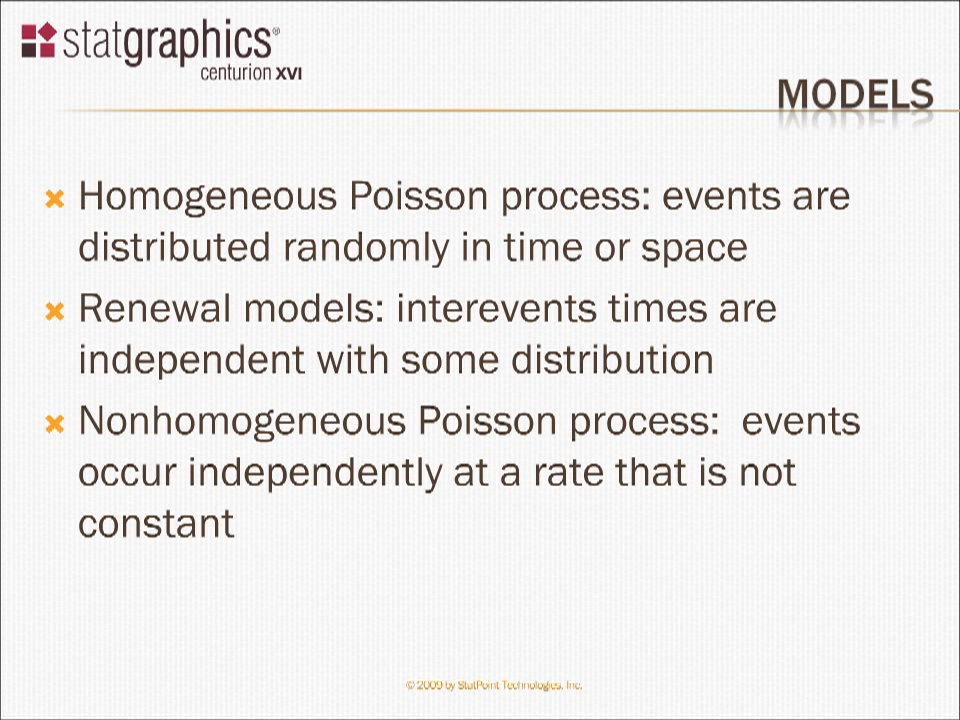 statgraphics®
centurion XVI
MODELS
Homogeneous Poisson process: events are
distributed randomly in time or space
Renewal models: interevents times are
independent with some distribution
Nonhomogeneous Poisson process: events
occur independently at a rate that is not
constant
© 2009 by StatPoint Technologies, Inc.